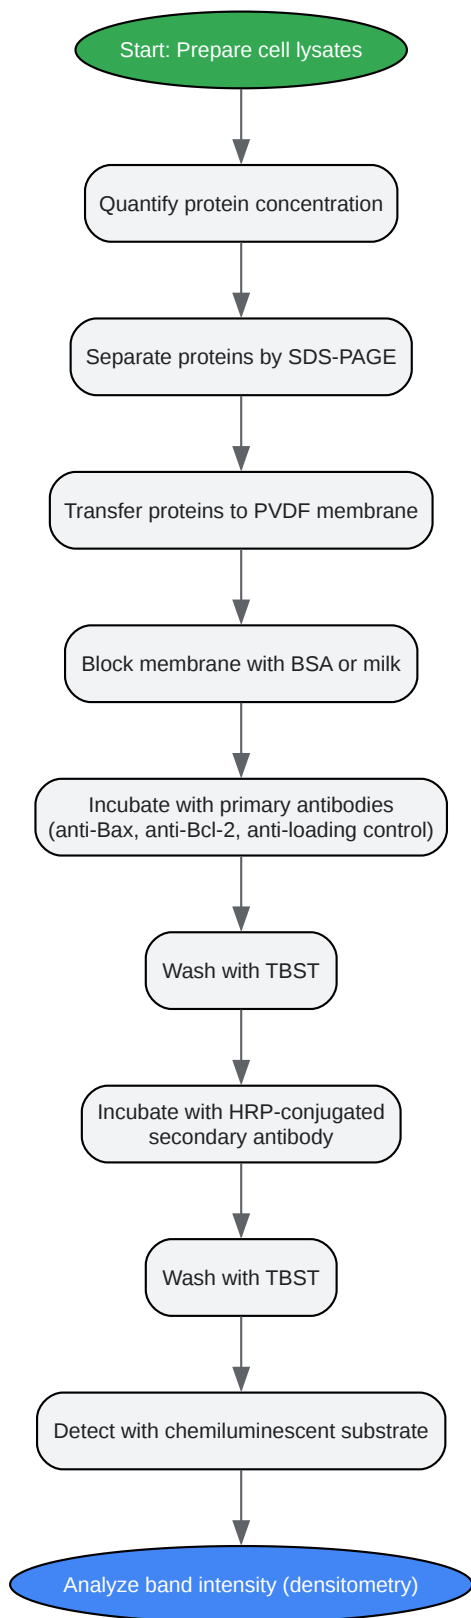 Start: Prepare cell lysates
Quantify protein concentration
Separate proteins by SDS-PAGE
Transfer proteins to PVDF membrane
Block membrane with BSA or milk
Incubate with primary antibodies
(anti-Bax, anti-Bcl-2, anti-loading control)
Wash with TBST
Incubate with HRP-conjugated
secondary antibody
Wash with TBST
Detect with chemiluminescent substrate
Analyze band intensity (densitometry)